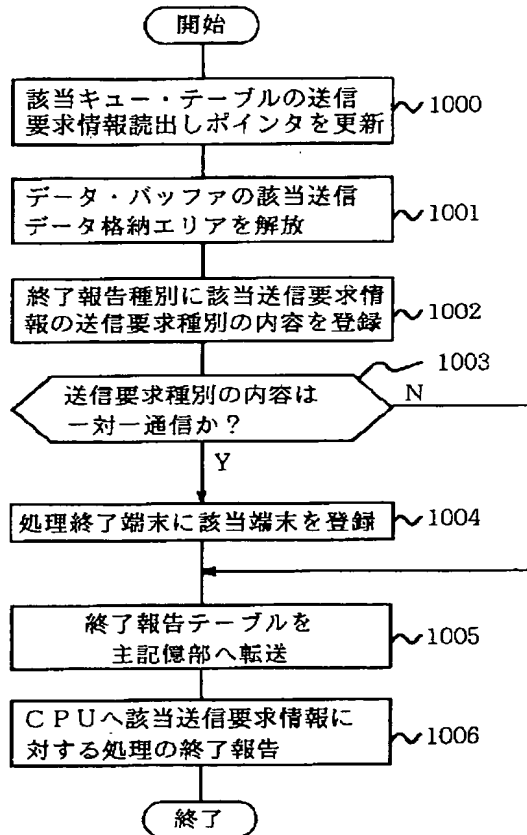 開始
該当キュー・テーブルの送信
要求情報読出しポインタを更新
1000
データ・バッファの該当送信
データ格納エリアを解放
1001
終了報告種別に該当送信要求情
報の送信要求種別の内容を登録
1002
1003
送信要求種別の内容は
一対一通信か?
N
Y
処理終了端末に該当端末を登録
1004
終了報告テーブルを
主記憶部へ転送
1005
CPUへ該当送信要求情報に
対する処理の終了報告
1006
終了